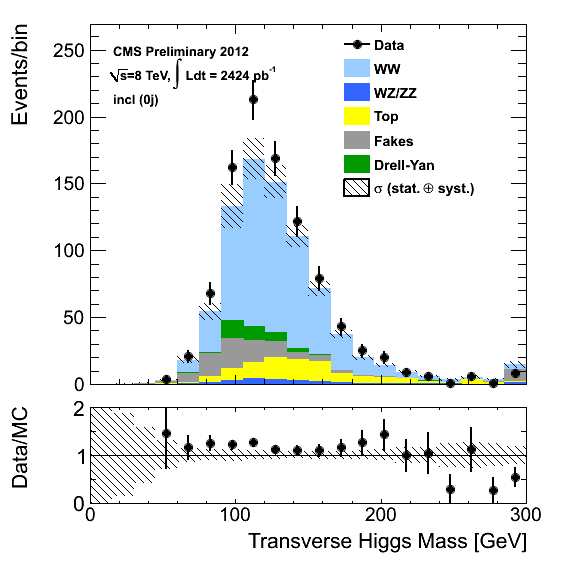 Events/bin
250
200
150
100
50
0
CMS Preliminary 2012
√s=8 TeV, ∫ Ldt = 2424 pb⁻¹
incl (0j)
Data
WW
WZ/ZZ
Top
Fakes
Drell-Yan
σ (stat. ⊕ syst.)
Data/MC
2
1
0
0
100
200
300
Transverse Higgs Mass [GeV]